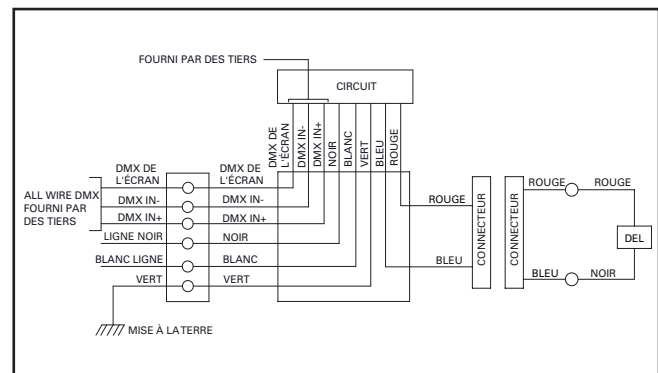 FOURNI PAR DES TIERS
CIRCUIT
DMX DE
L'ÉCRAN
DMX IN-
DMX IN+
NOIR
BLANC
VERT
BLEU
ROUGE
ALL WIRE DMX
FOURNI PAR
DES TIERS
DMX DE
L'ÉCRAN
DMX IN-
DMX IN+
LIGNE NOIR
BLANC LIGNE
VERT
MISE À LA TERRE
DMX DE
L'ÉCRAN
DMX IN-
DMX IN+
NOIR
BLANC
VERT
ROUGE
BLEU
CONNECTEUR
CONNECTEUR
ROUGE
ROUGE
DEL
BLEU
NOIR